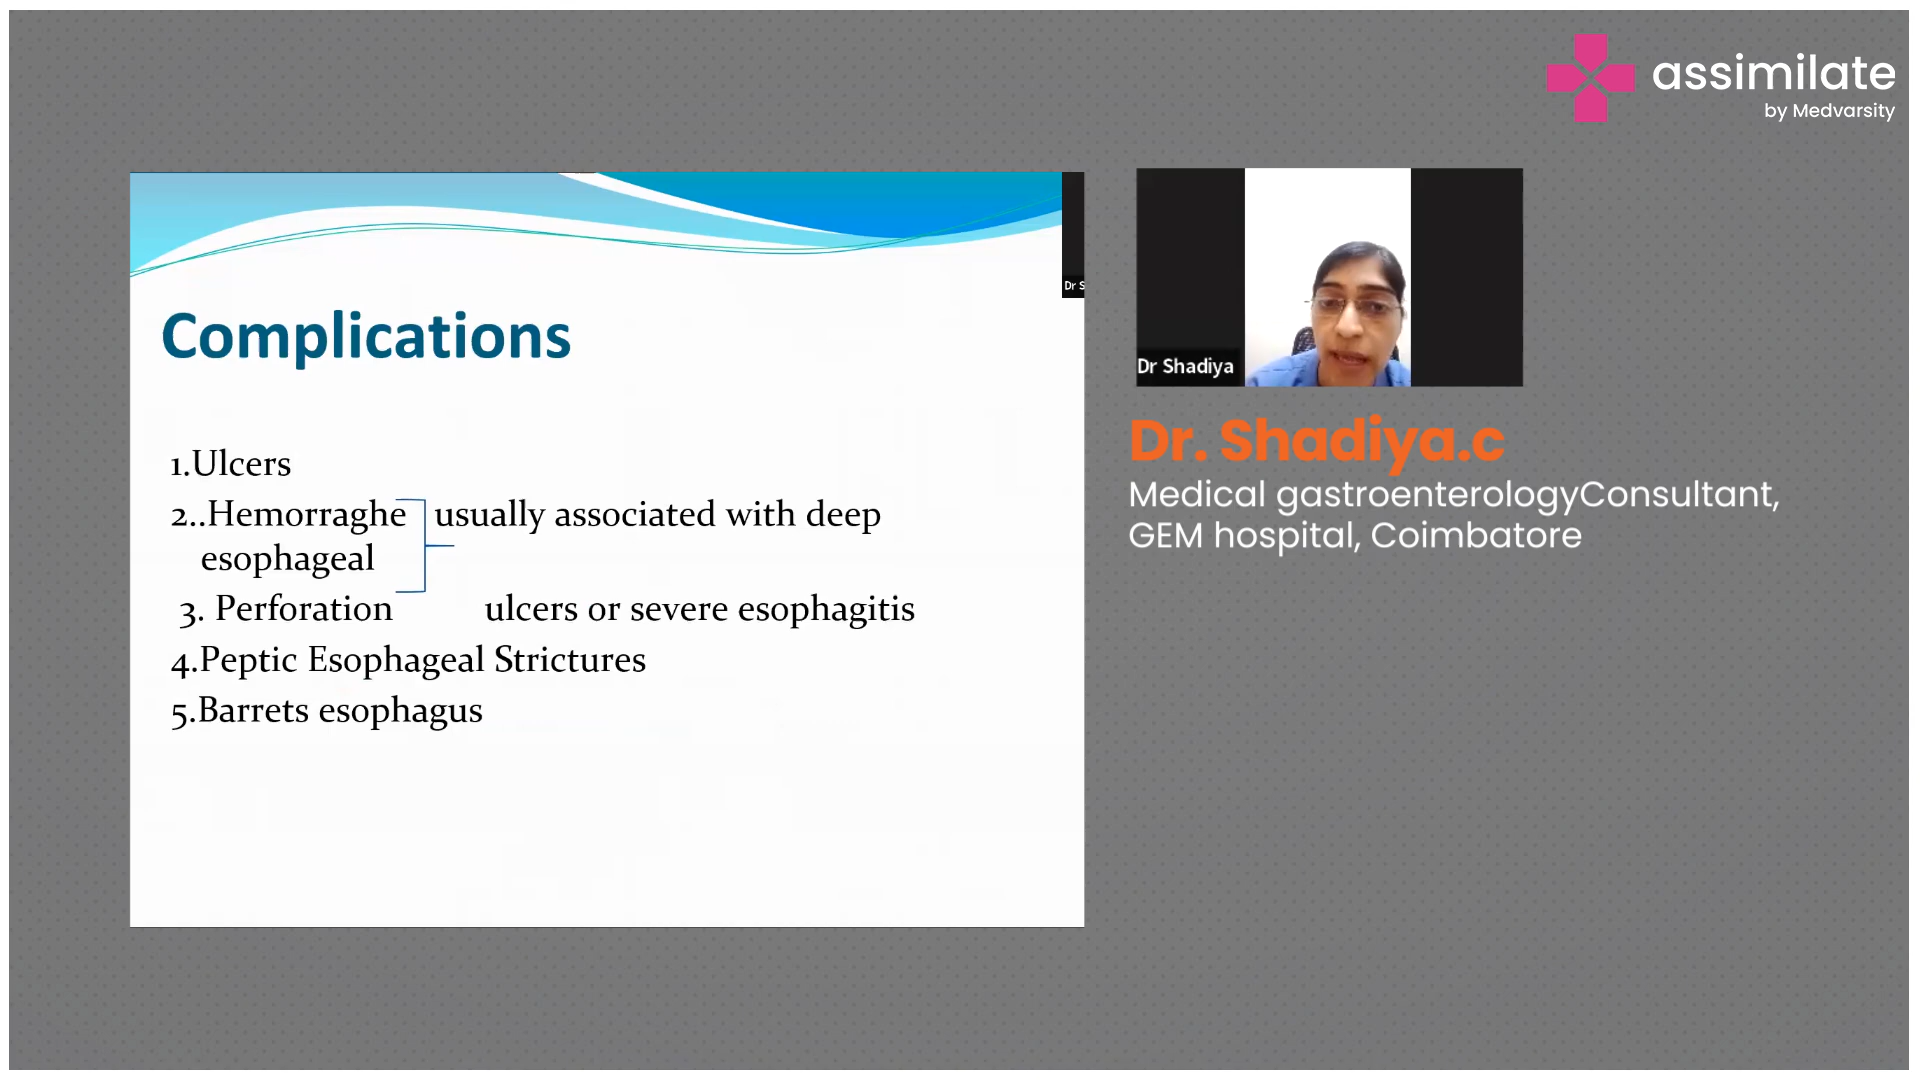 assimilate
by Medvarsity
Dr S
Complications
1.Ulcers
2..Hemorraghe usually associated with deep
esophageal
3. Perforation ulcers or severe esophagitis
4.Peptic Esophageal Strictures
5.Barrets esophagus
Dr Shadiya
Dr. Shadiya.c
Medical gastroenterologyConsultant,
GEM hospital, Coimbatore